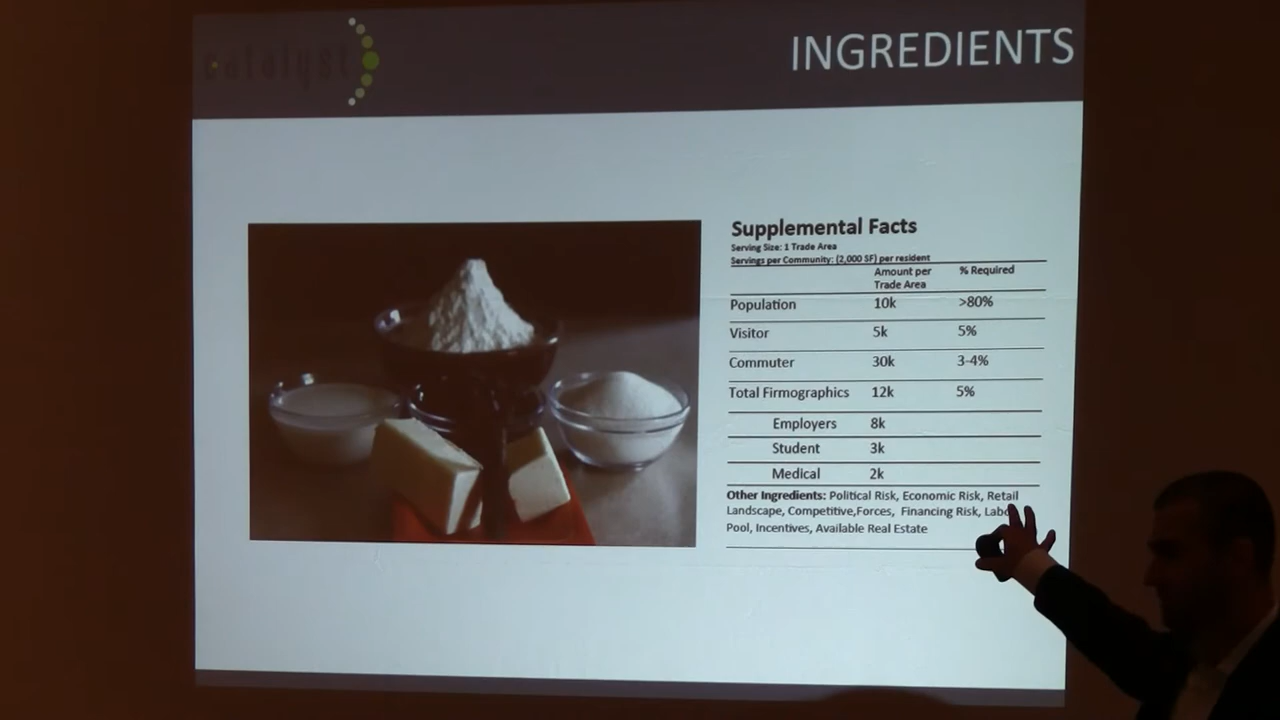 catalyst
INGREDIENTS
Supplemental Facts
Serving Size: 1 Trade Area
Servings per Community: (2,000 SF) per resident
Amount per Trade Area % Required
Population 10k >80%
Visitor 5k 5%
Commuter 30k 3-4%
Total Firmographics 12k 5%
Employers 8k
Student 3k
Medical 2k
Other Ingredients: Political Risk, Economic Risk, Retail
Landscape, Competitive,Forces, Financing Risk,
Pool, Incentives, Available Real Estate